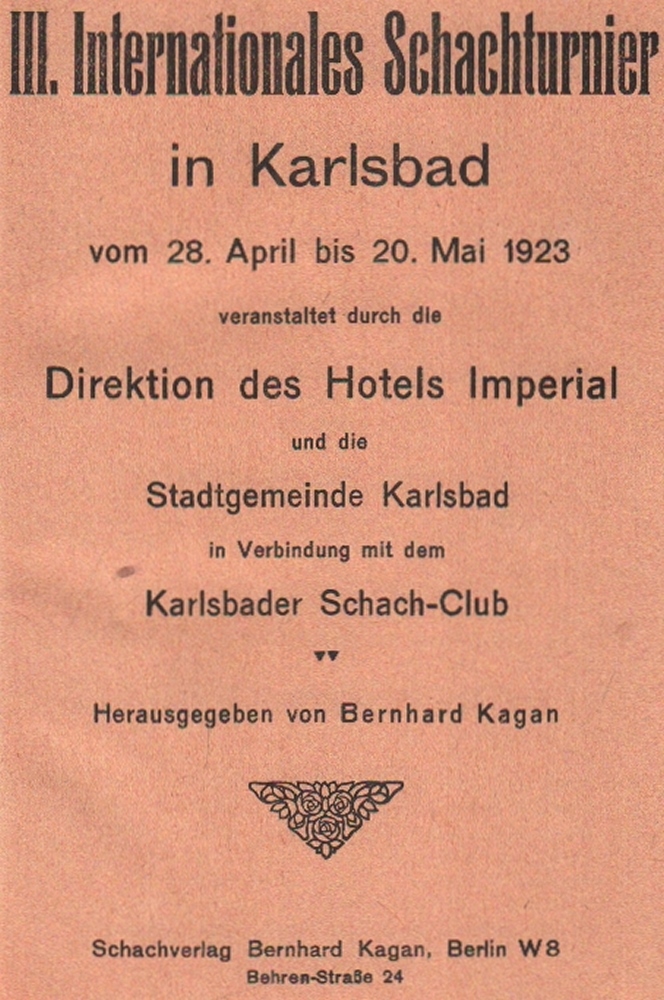 III. Internationales Schachturnier
in Karlsbad
vom 28. April bis 20. Mai 1923
veranstaltet durch die
Direktion des Hotels Imperial
und die
Stadtgemeinde Karlsbad
in Verbindung mit dem
Karlsbader Schach-Club
Herausgegeben von Bernhard Kagan
Schachverlag Bernhard Kagan, Berlin W8
Behren-Straße 24